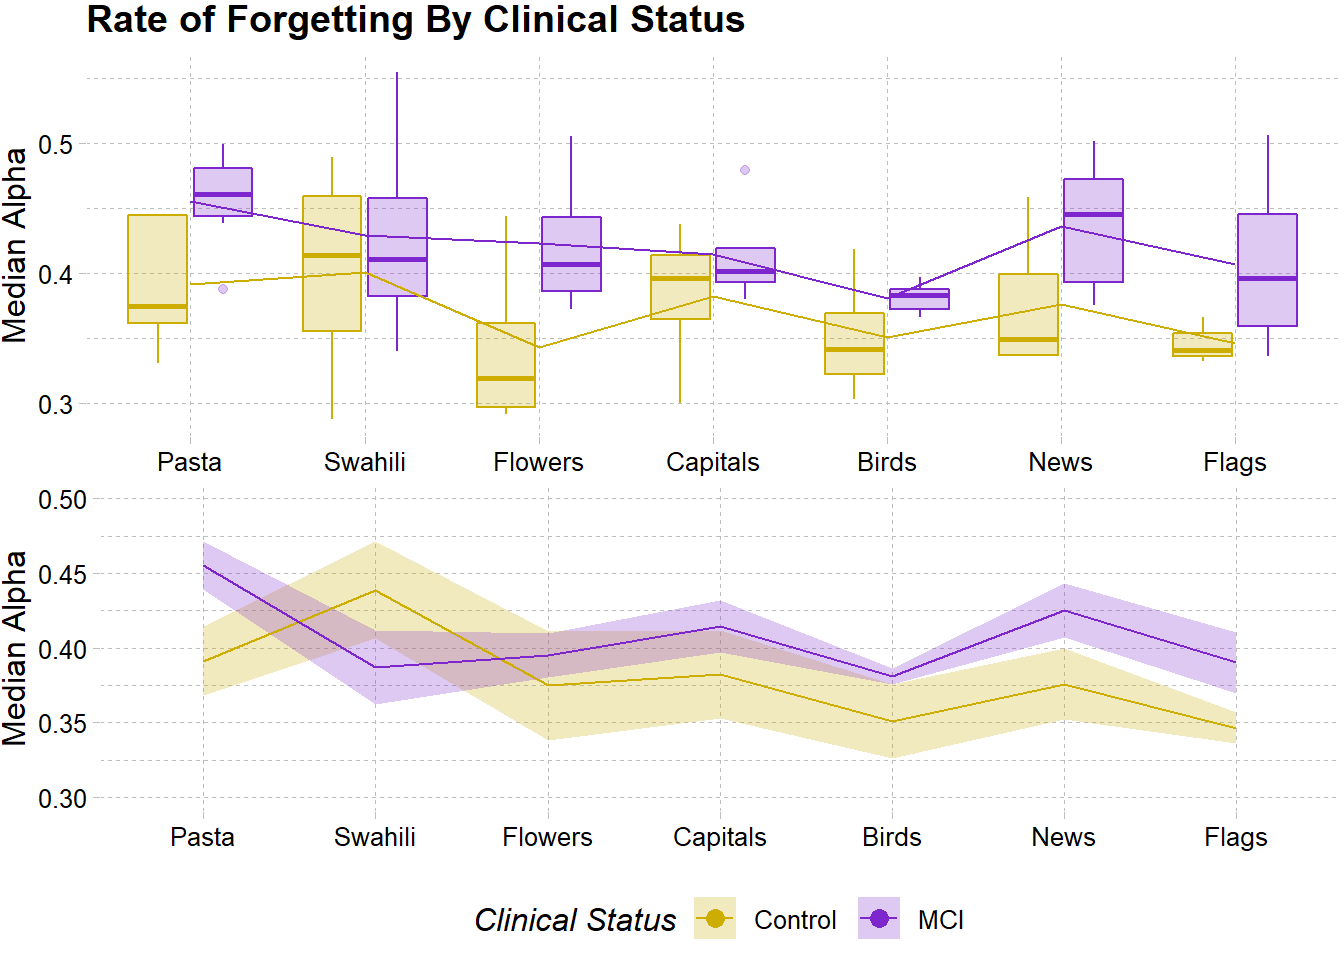 Rate of Forgetting By Clinical Status
Median Alpha
0.5
0.4
0.3
Pasta Swahili Flowers Capitals Birds News Flags
Median Alpha
0.50
0.45
0.40
0.35
0.30
Pasta Swahili Flowers Capitals Birds News Flags
Clinical Status Control MCI